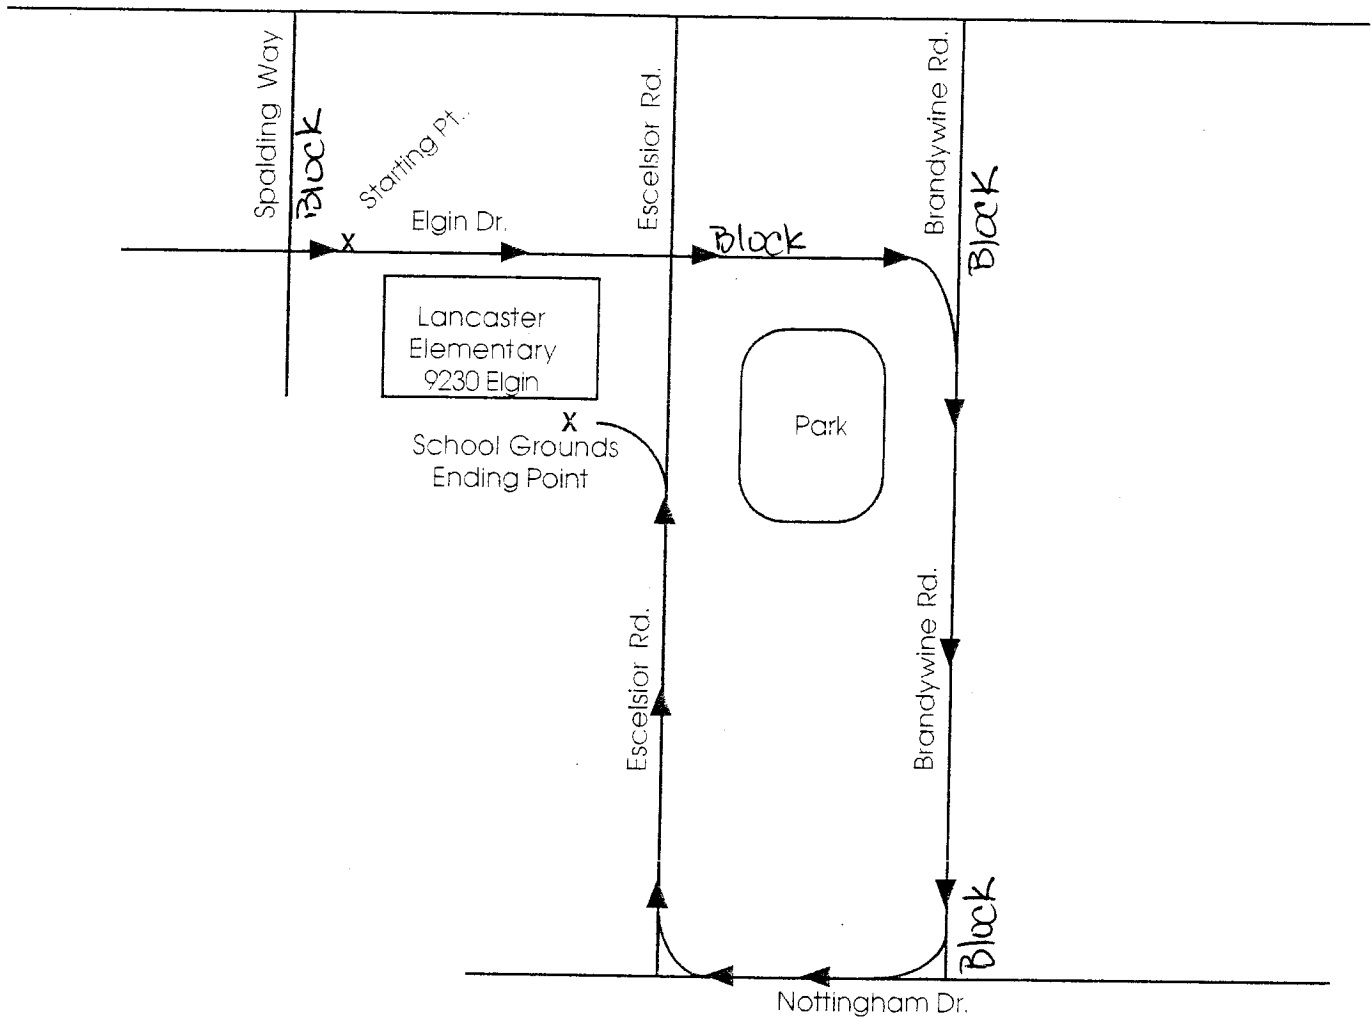 Spalding Way
Block
Starting Pt..
Elgin Dr.
Escelsior Rd.
Block
Brandywine Rd.
Block
X
Lancaster
Elementary
9230 Elgin
X
School Grounds
Ending Point
Park
Escelsior Rd.
Brandywine Rd.
Block
Nottingham Dr.